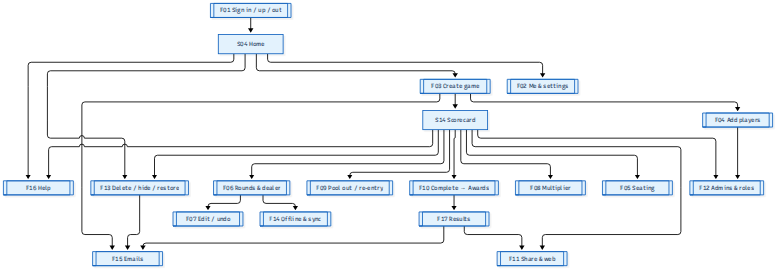 F01 Sign in / up / out
S04 Home
F03 Create game
F02 Me & settings
S14 Scorecard
F04 Add players
F16 Help
F13 Delete / hide / restore
F06 Rounds & dealer
F09 Pool out / re-entry
F10 Complete → Awards
F08 Multiplier
F05 Seating
F12 Admins & roles
F07 Edit / undo
F14 Offline & sync
F17 Results
F15 Emails
F11 Share & web